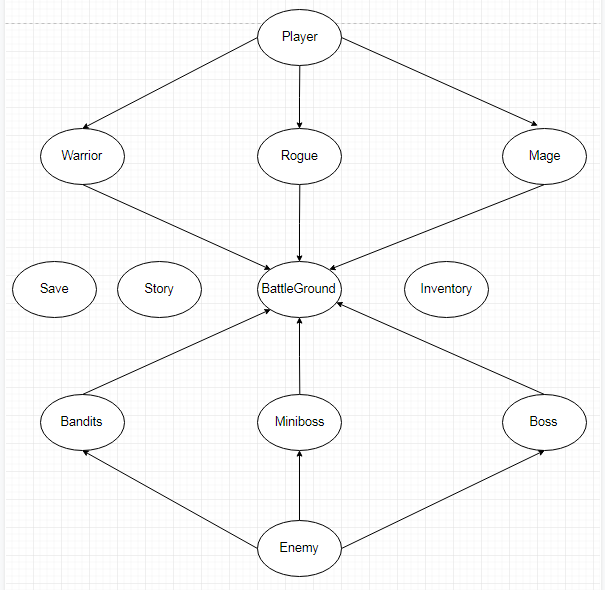 Player
Warrior
Rogue
Mage
Save
Story
BattleGround
Inventory
Bandits
Miniboss
Boss
Enemy